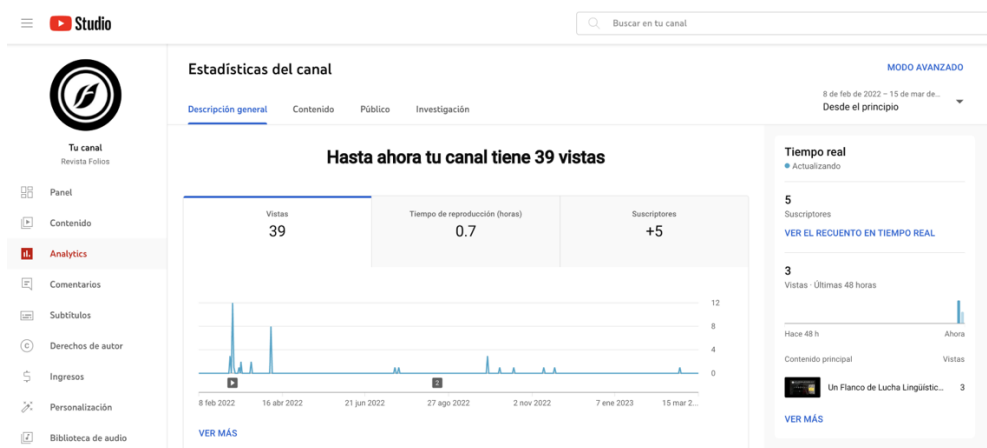 Studio
Buscar en tu canal
Tu canal
Revista Folios
Panel
Contenido
Analytics
Comentarios
Subtítulos
Derechos de autor
Ingresos
Personalización
Biblioteca de audio
Estadísticas del canal
MODO AVANZADO
Descripción general
Contenido
Público
Investigación
8 de feb de 2022 – 15 de mar de…
Desde el principio
Hasta ahora tu canal tiene 39 vistas
Vistas
39
Tiempo de reproducción (horas)
0.7
Suscriptores
+5
12
8
4
0
2
8 feb 2022
16 abr 2022
21 jun 2022
27 ago 2022
2 nov 2022
7 ene 2023
15 mar 2…
VER MÁS
Tiempo real
Actualizando
5
Suscriptores
VER EL RECUENTO EN TIEMPO REAL
3
Vistas · Últimas 48 horas
Hace 48 h
Ahora
Contenido principal
Vistas
Un Flanco de Lucha Lingüístic…
3
VER MÁS